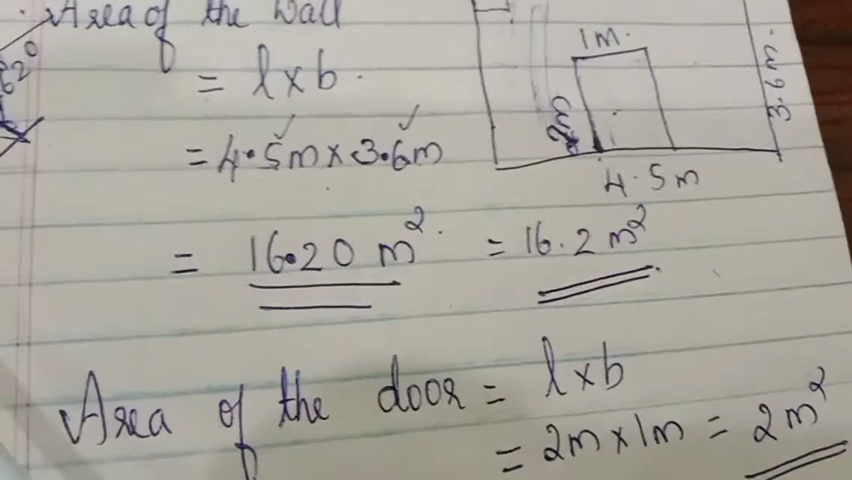 Area of the Wall
= l x b.
= 4.5m x 3.6m
= 16.20 m². = 16.2 m²
Area of the door = l x b
= 2m x 1m = 2m²
1M.
2m
3.6m.
4.5m
62°